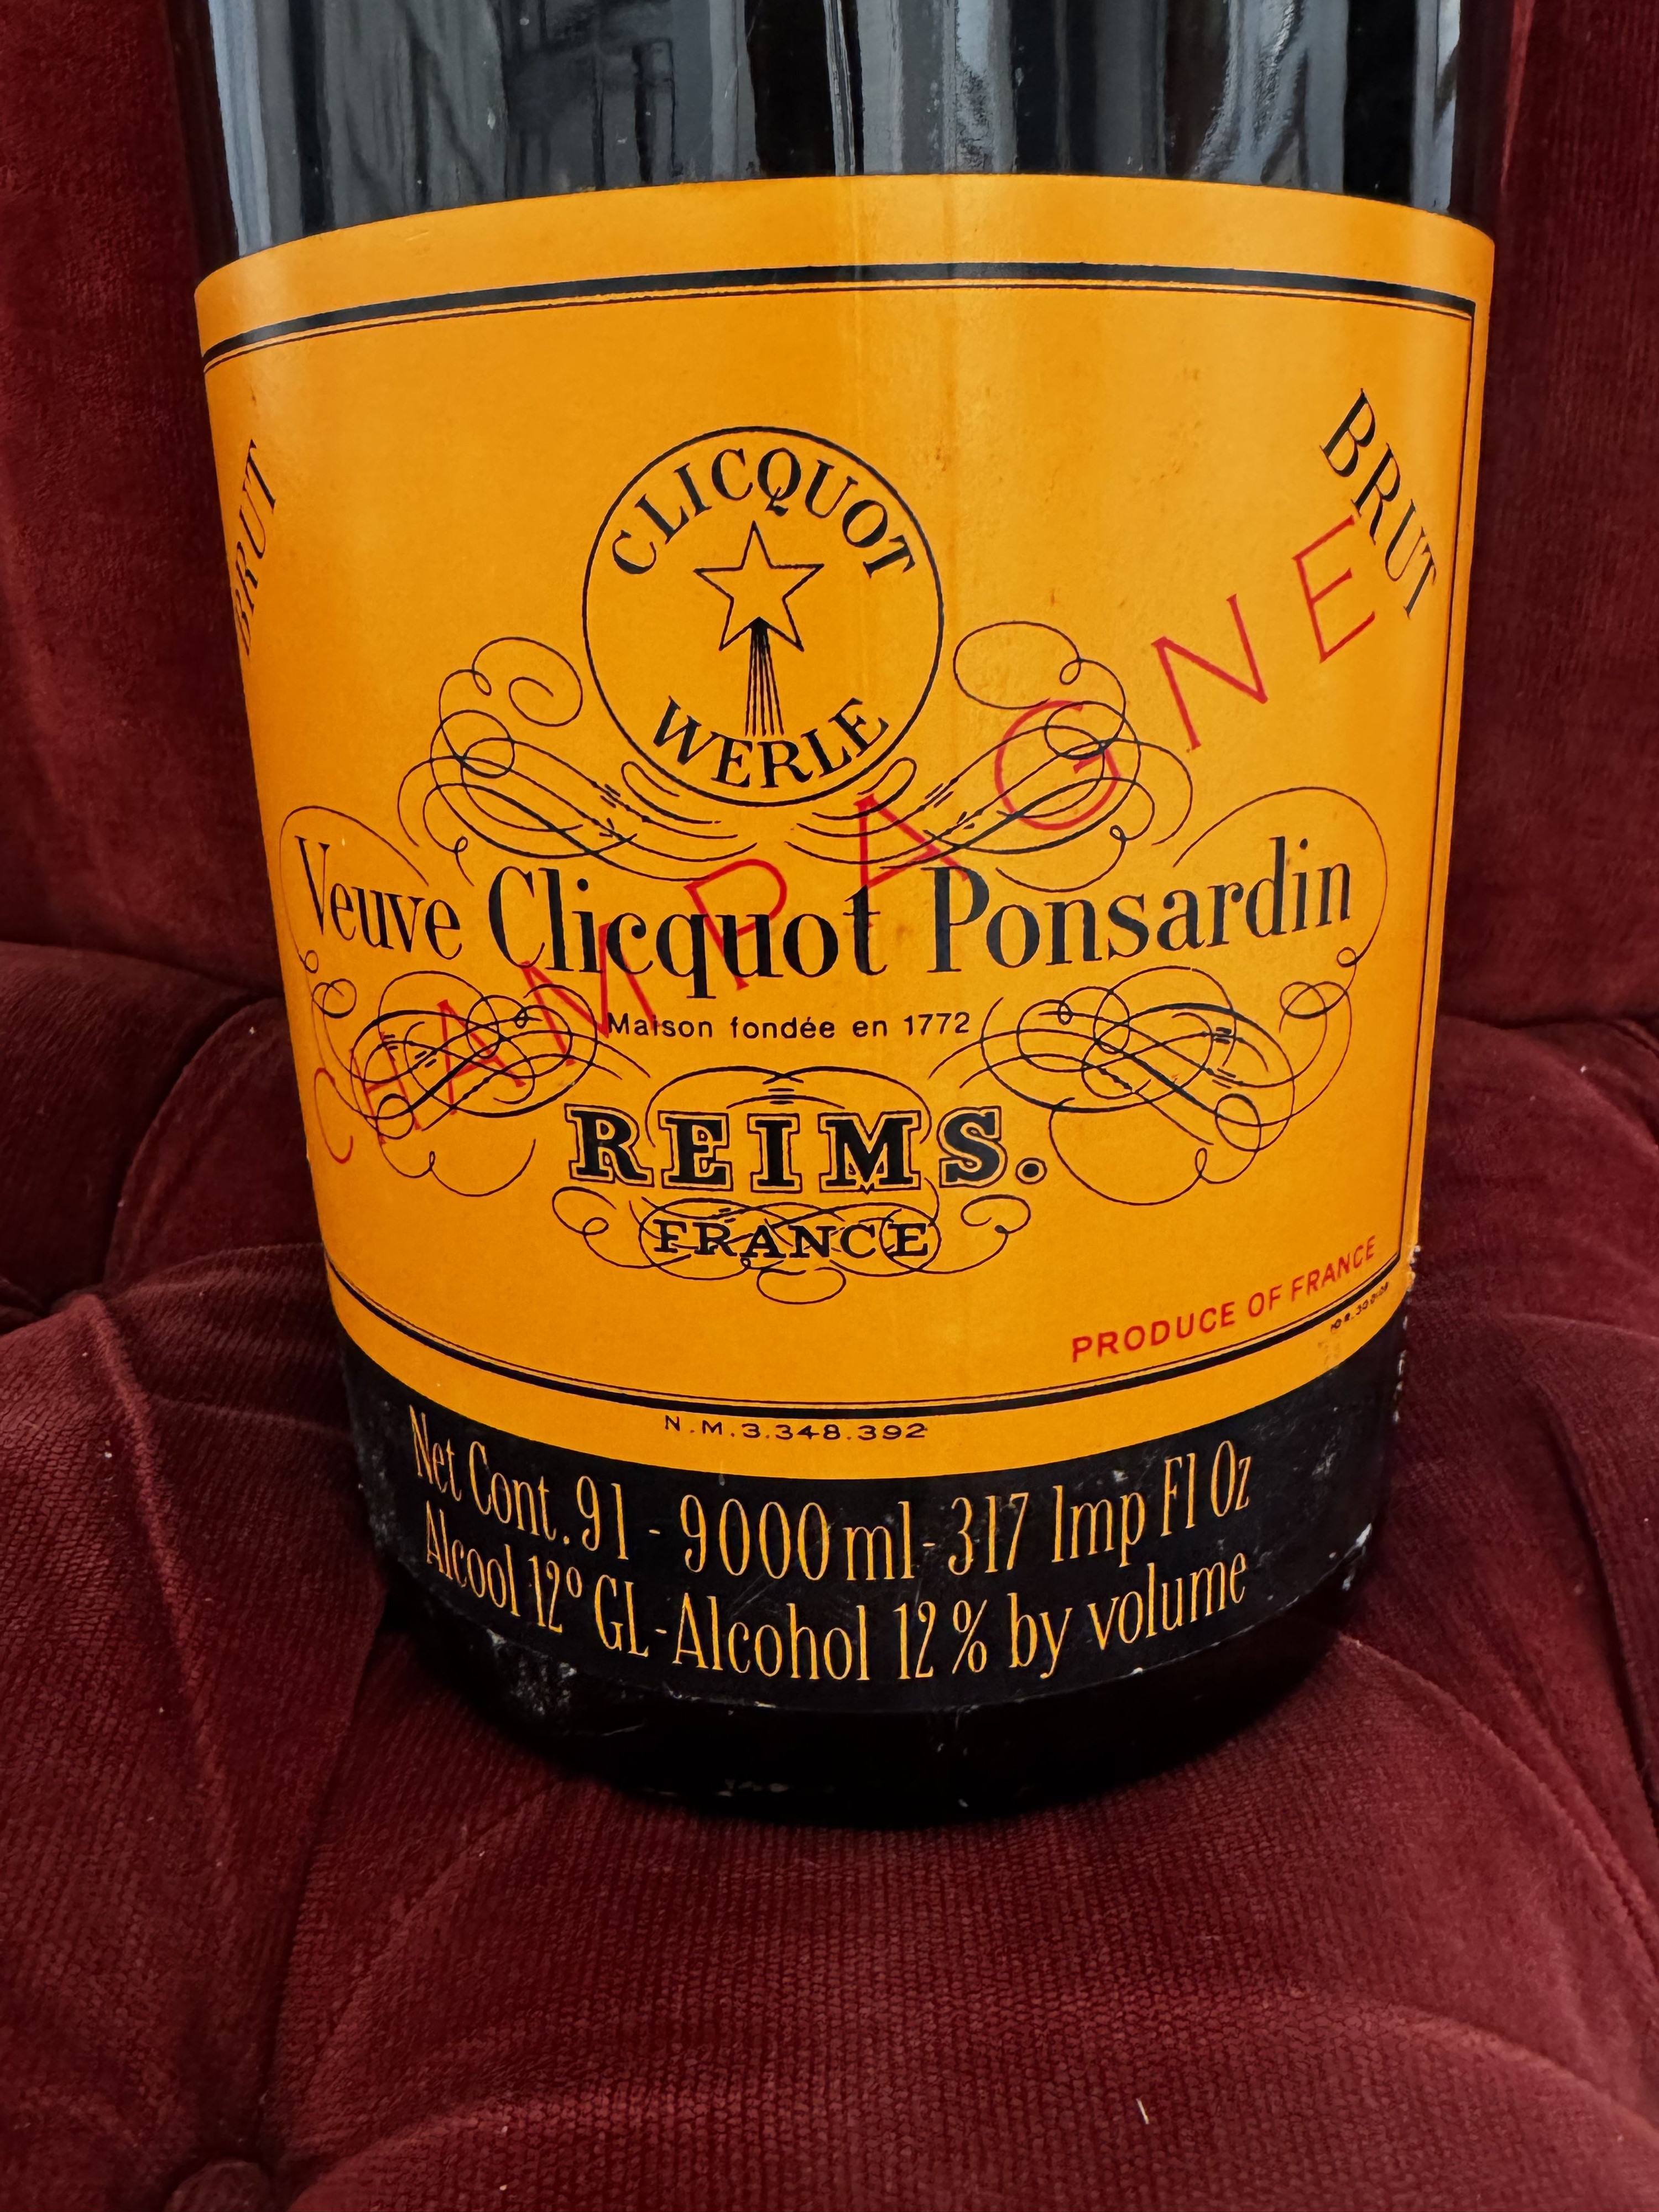 BRUT
BRUT
CLICQUOT
WERLE
CHAMPAGNE
Veuve Clicquot Ponsardin
Maison fondée en 1772
REIMS.
FRANCE
PRODUCE OF FRANCE
N.M.3.348.392
Net Cont. 9l - 9000 ml - 317 Imp Fl Oz
Alcool 12° GL - Alcohol 12% by volume